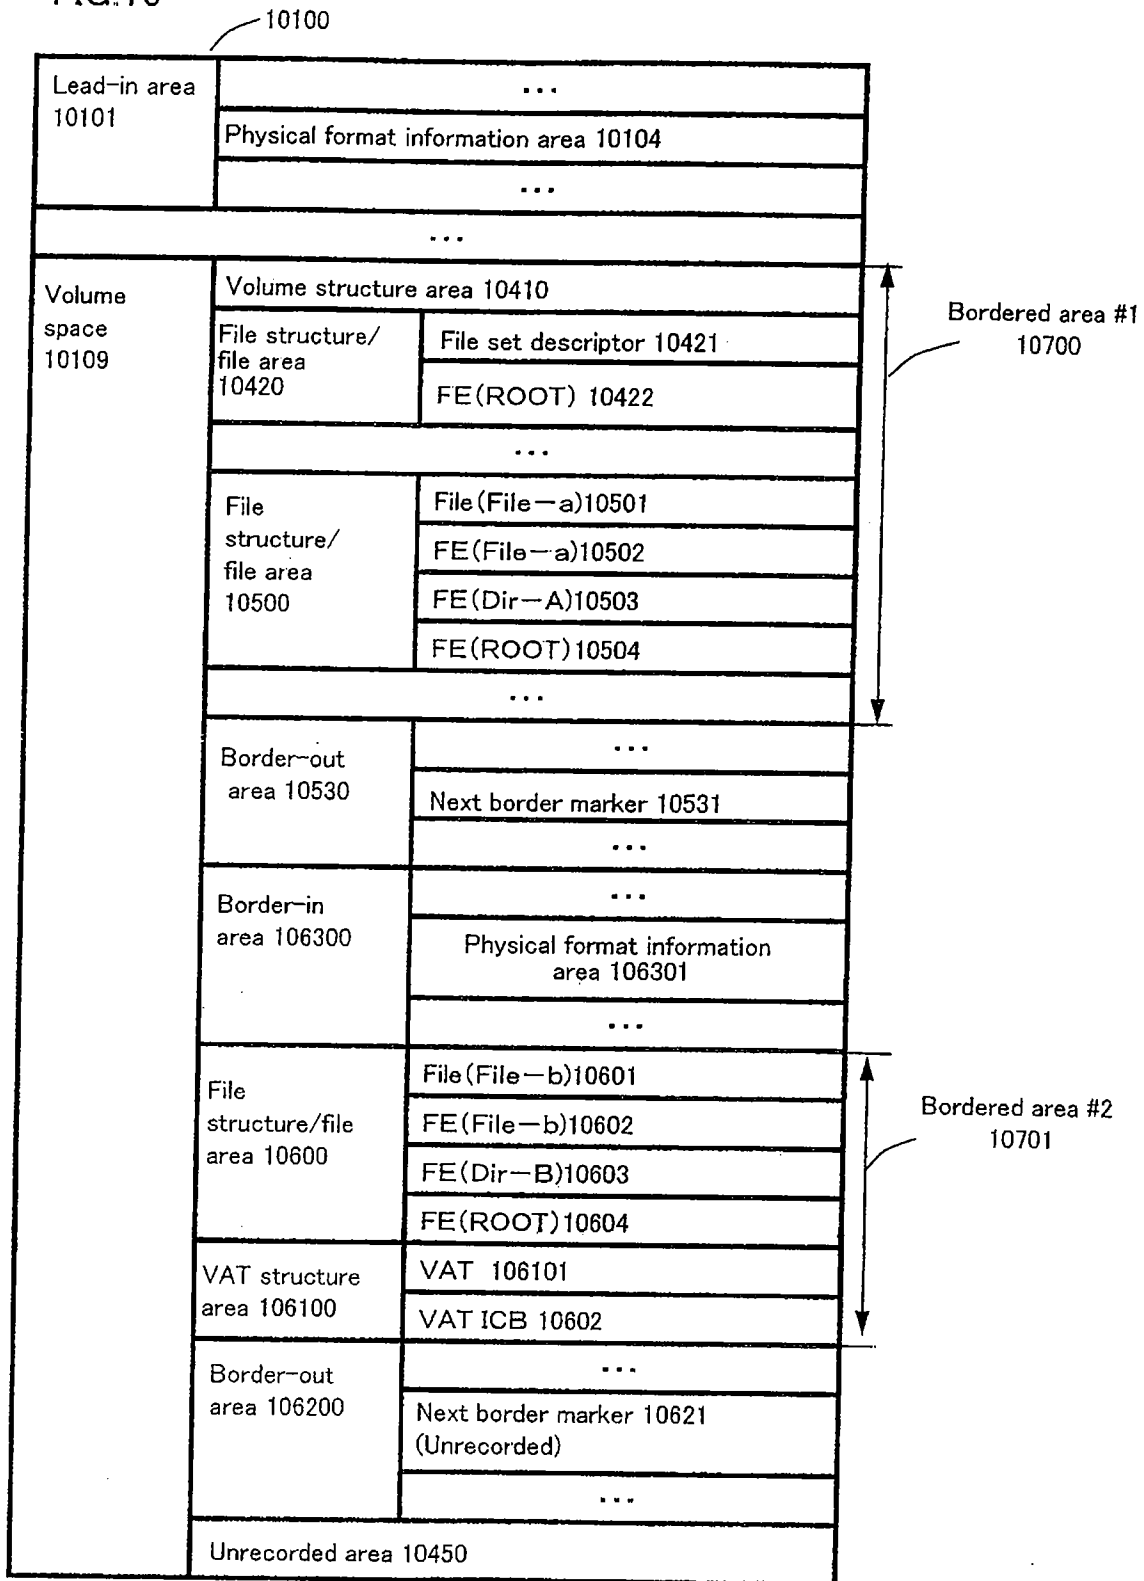 10100
Lead-in area
10101
...
Physical format information area 10104
...
...
Volume
space
10109
Volume structure area 10410
File structure/
file area
10420
File set descriptor 10421
FE(ROOT) 10422
...
File
structure/
file area
10500
File(File-a)10501
FE(File-a)10502
FE(Dir-A)10503
FE(ROOT)10504
...
Bordered area #1
10700
Border-out
area 10530
...
Next border marker 10531
...
Border-in
area 106300
...
Physical format information
area 106301
...
File
structure/file
area 10600
File(File-b)10601
FE(File-b)10602
FE(Dir-B)10603
FE(ROOT)10604
VAT structure
area 106100
VAT 106101
VAT ICB 10602
Bordered area #2
10701
Border-out
area 106200
...
Next border marker 10621
(Unrecorded)
...
Unrecorded area 10450